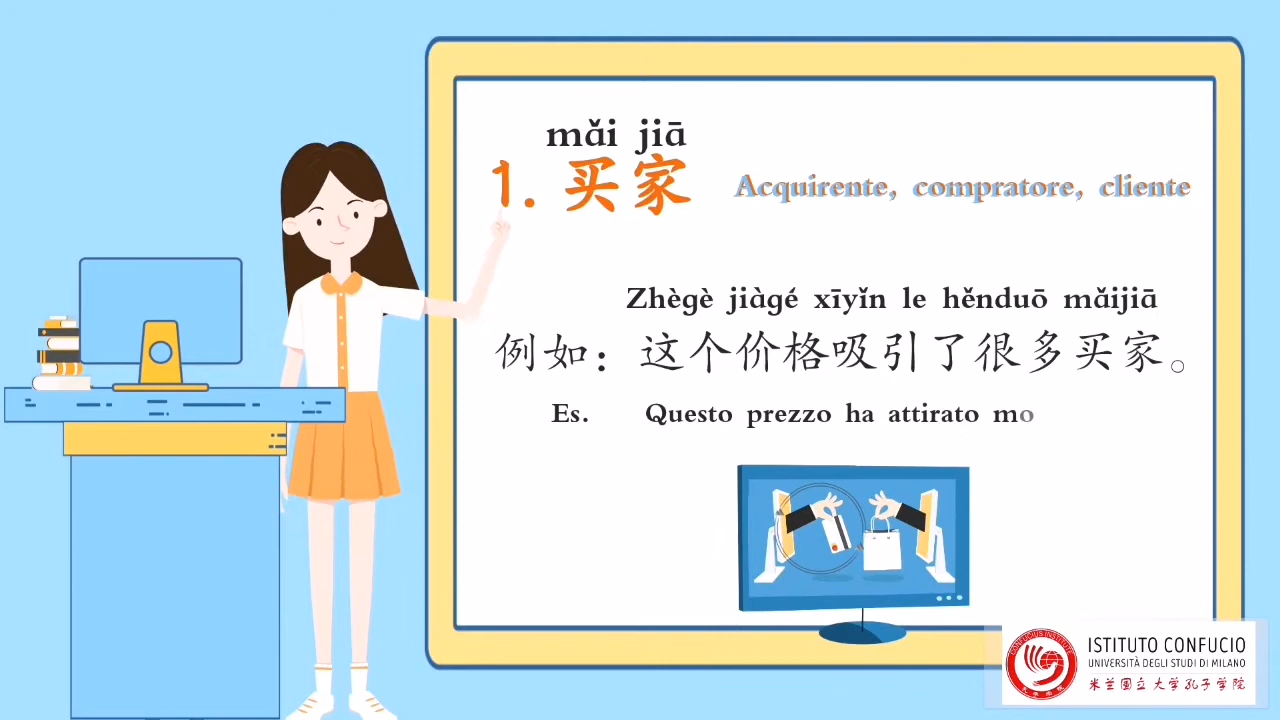 mǎi jiā
1. 买家
Acquirente, compratore, cliente
Zhègè jiàgé xīyǐn le hěnduō mǎijiā
例如：这个价格吸引了很多买家。
Es. Questo prezzo ha attirato mo
ISTITUTO CONFUCIO
UNIVERSITÀ DEGLI STUDI DI MILANO
米兰国立大学孔子学院
CONFUCIUS INSTITUTE